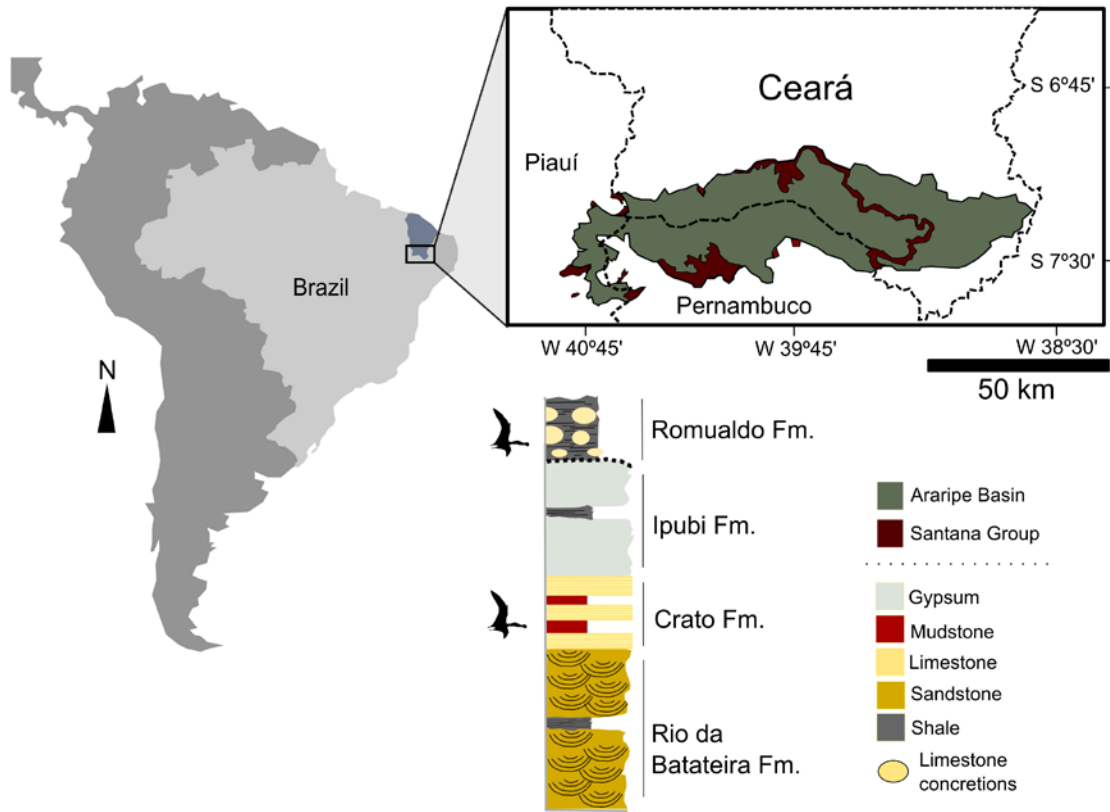 Ceará
S 6º45'
Piauí
S 7º30'
Pernambuco
W 40º45'
W 39º45'
W 38º30'
50 km
Brazil
N
Romualdo Fm.
Ipubi Fm.
Crato Fm.
Rio da
Batateira Fm.
Araripe Basin
Santana Group
Gypsum
Mudstone
Limestone
Sandstone
Shale
Limestone
concretions